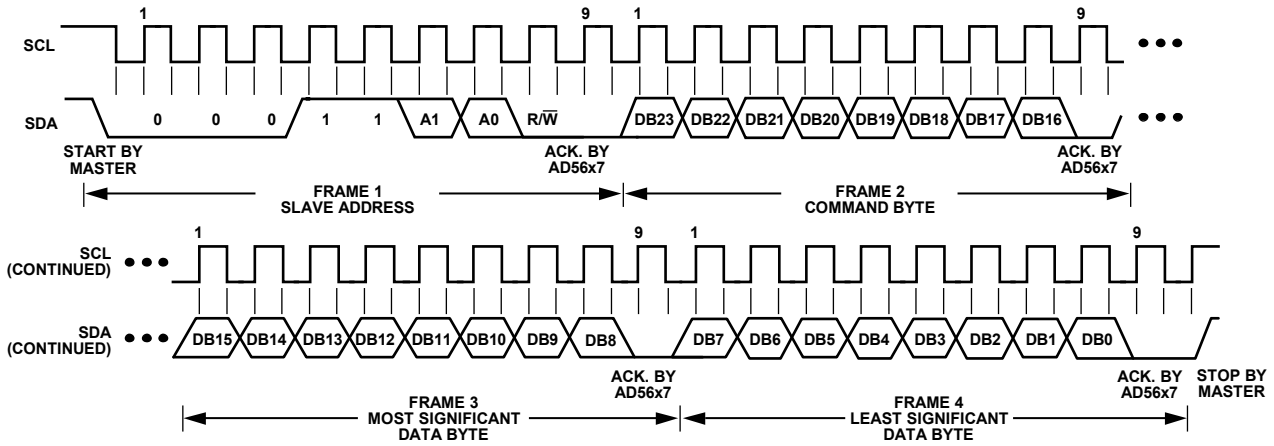 1 9 1 9
SCL
SDA 0 0 0 1 1 A1 A0 R/W̅ DB23 DB22 DB21 DB20 DB19 DB18 DB17 DB16
START BY MASTER
ACK. BY AD56x7
ACK. BY AD56x7
FRAME 1
SLAVE ADDRESS
FRAME 2
COMMAND BYTE
1 9 1 9
SCL
(CONTINUED)
SDA
(CONTINUED) DB15 DB14 DB13 DB12 DB11 DB10 DB9 DB8 DB7 DB6 DB5 DB4 DB3 DB2 DB1 DB0
ACK. BY AD56x7
ACK. BY AD56x7
STOP BY MASTER
FRAME 3
MOST SIGNIFICANT
DATA BYTE
FRAME 4
LEAST SIGNIFICANT
DATA BYTE